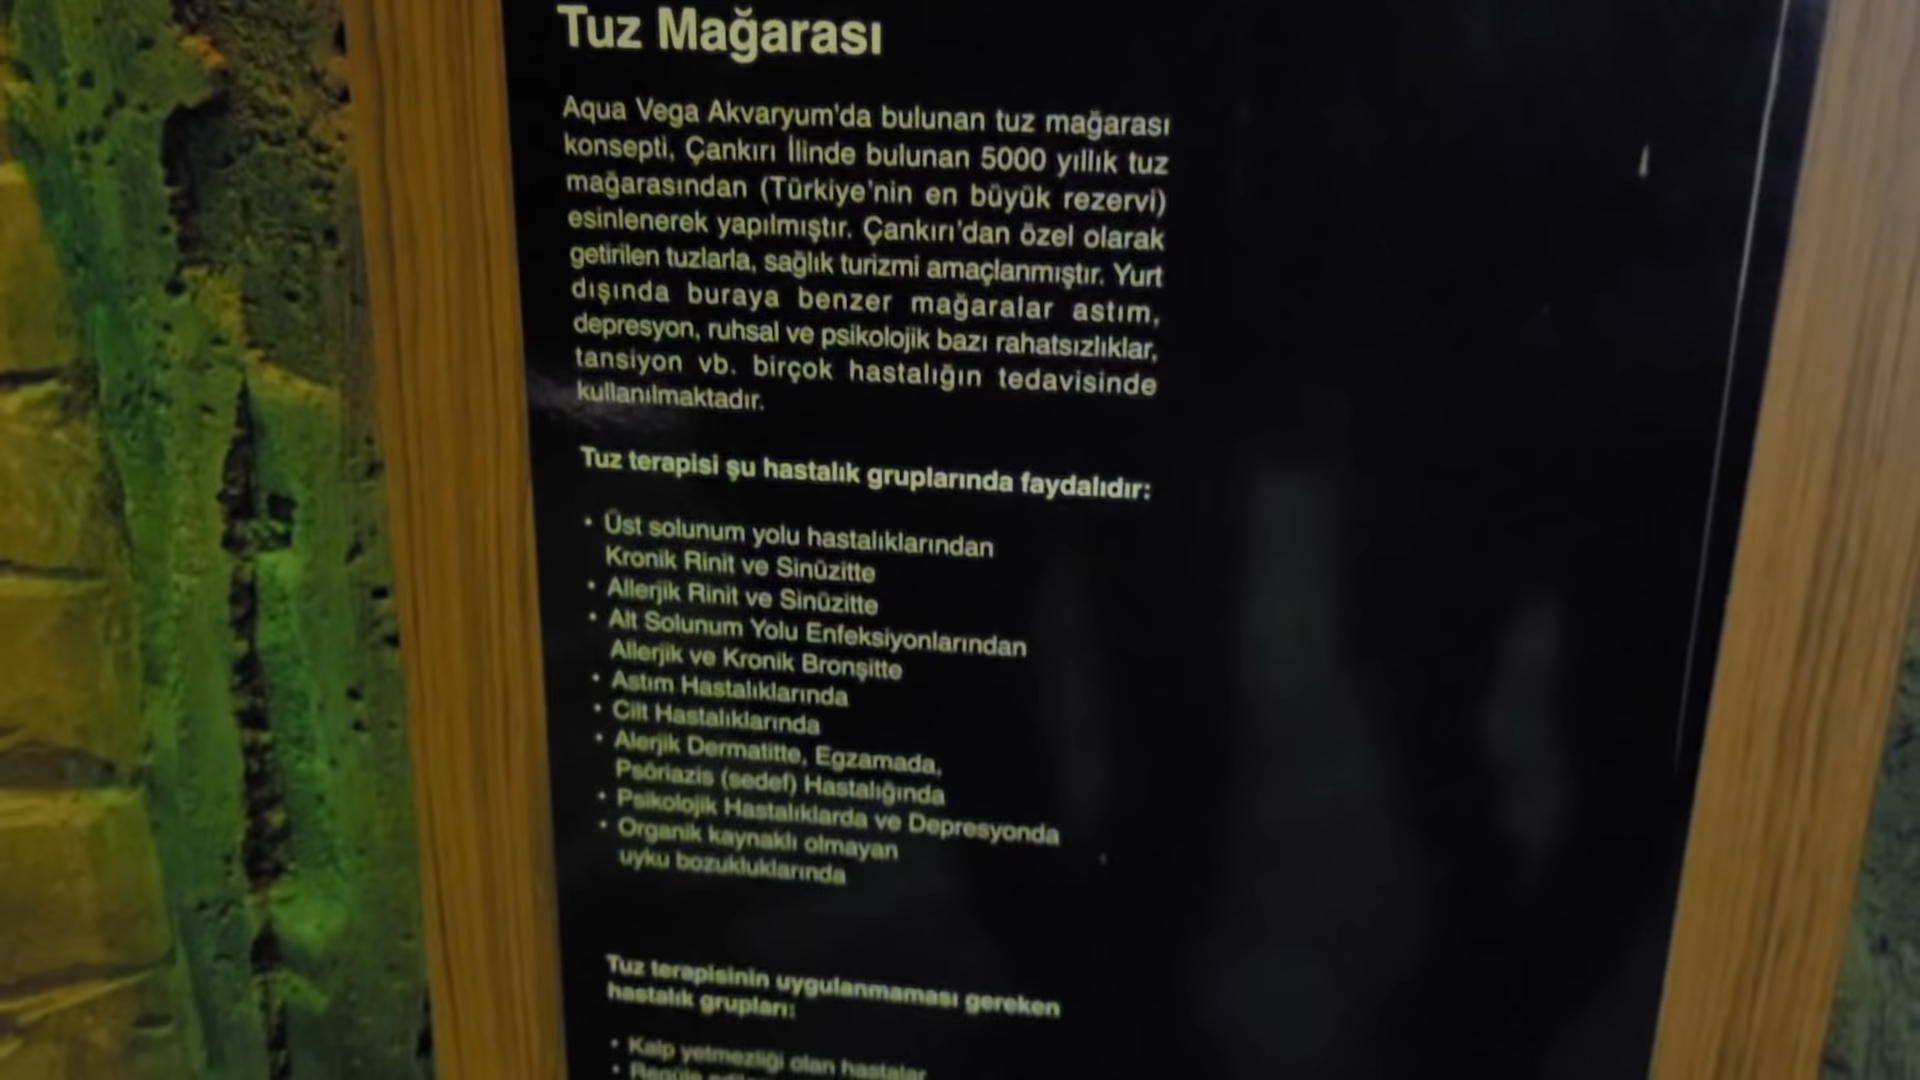 Tuz Mağarası
Aqua Vega Akvaryum'da bulunan tuz mağarası
konsepti, Çankırı İlinde bulunan 5000 yıllık tuz
mağarasından (Türkiye'nin en büyük rezervi)
esinlenerek yapılmıştır. Çankırı'dan özel olarak
getirilen tuzlarla, sağlık turizmi amaçlanmıştır. Yurt
dışında buraya benzer mağaralar astım,
depresyon, ruhsal ve psikolojik bazı rahatsızlıklar,
tansiyon vb. birçok hastalığın tedavisinde
kullanılmaktadır.
Tuz terapisi şu hastalık gruplarında faydalıdır:
• Üst solunum yolu hastalıklarından
Kronik Rinit ve Sinüzitte
• Allerjik Rinit ve Sinüzitte
• Alt Solunum Yolu Enfeksiyonlarından
Allerjik ve Kronik Bronşitte
• Astım Hastalıklarında
• Cilt Hastalıklarında
• Alerjik Dermatitte, Egzamada,
Psöriazis (sedef) Hastalığında
• Psikolojik Hastalıklarda ve Depresyonda
• Organik kaynaklı olmayan
uyku bozukluklarında
Tuz terapisinin uygulanmaması gereken
hastalık grupları:
• Kalp yetmezliği olan hastalar